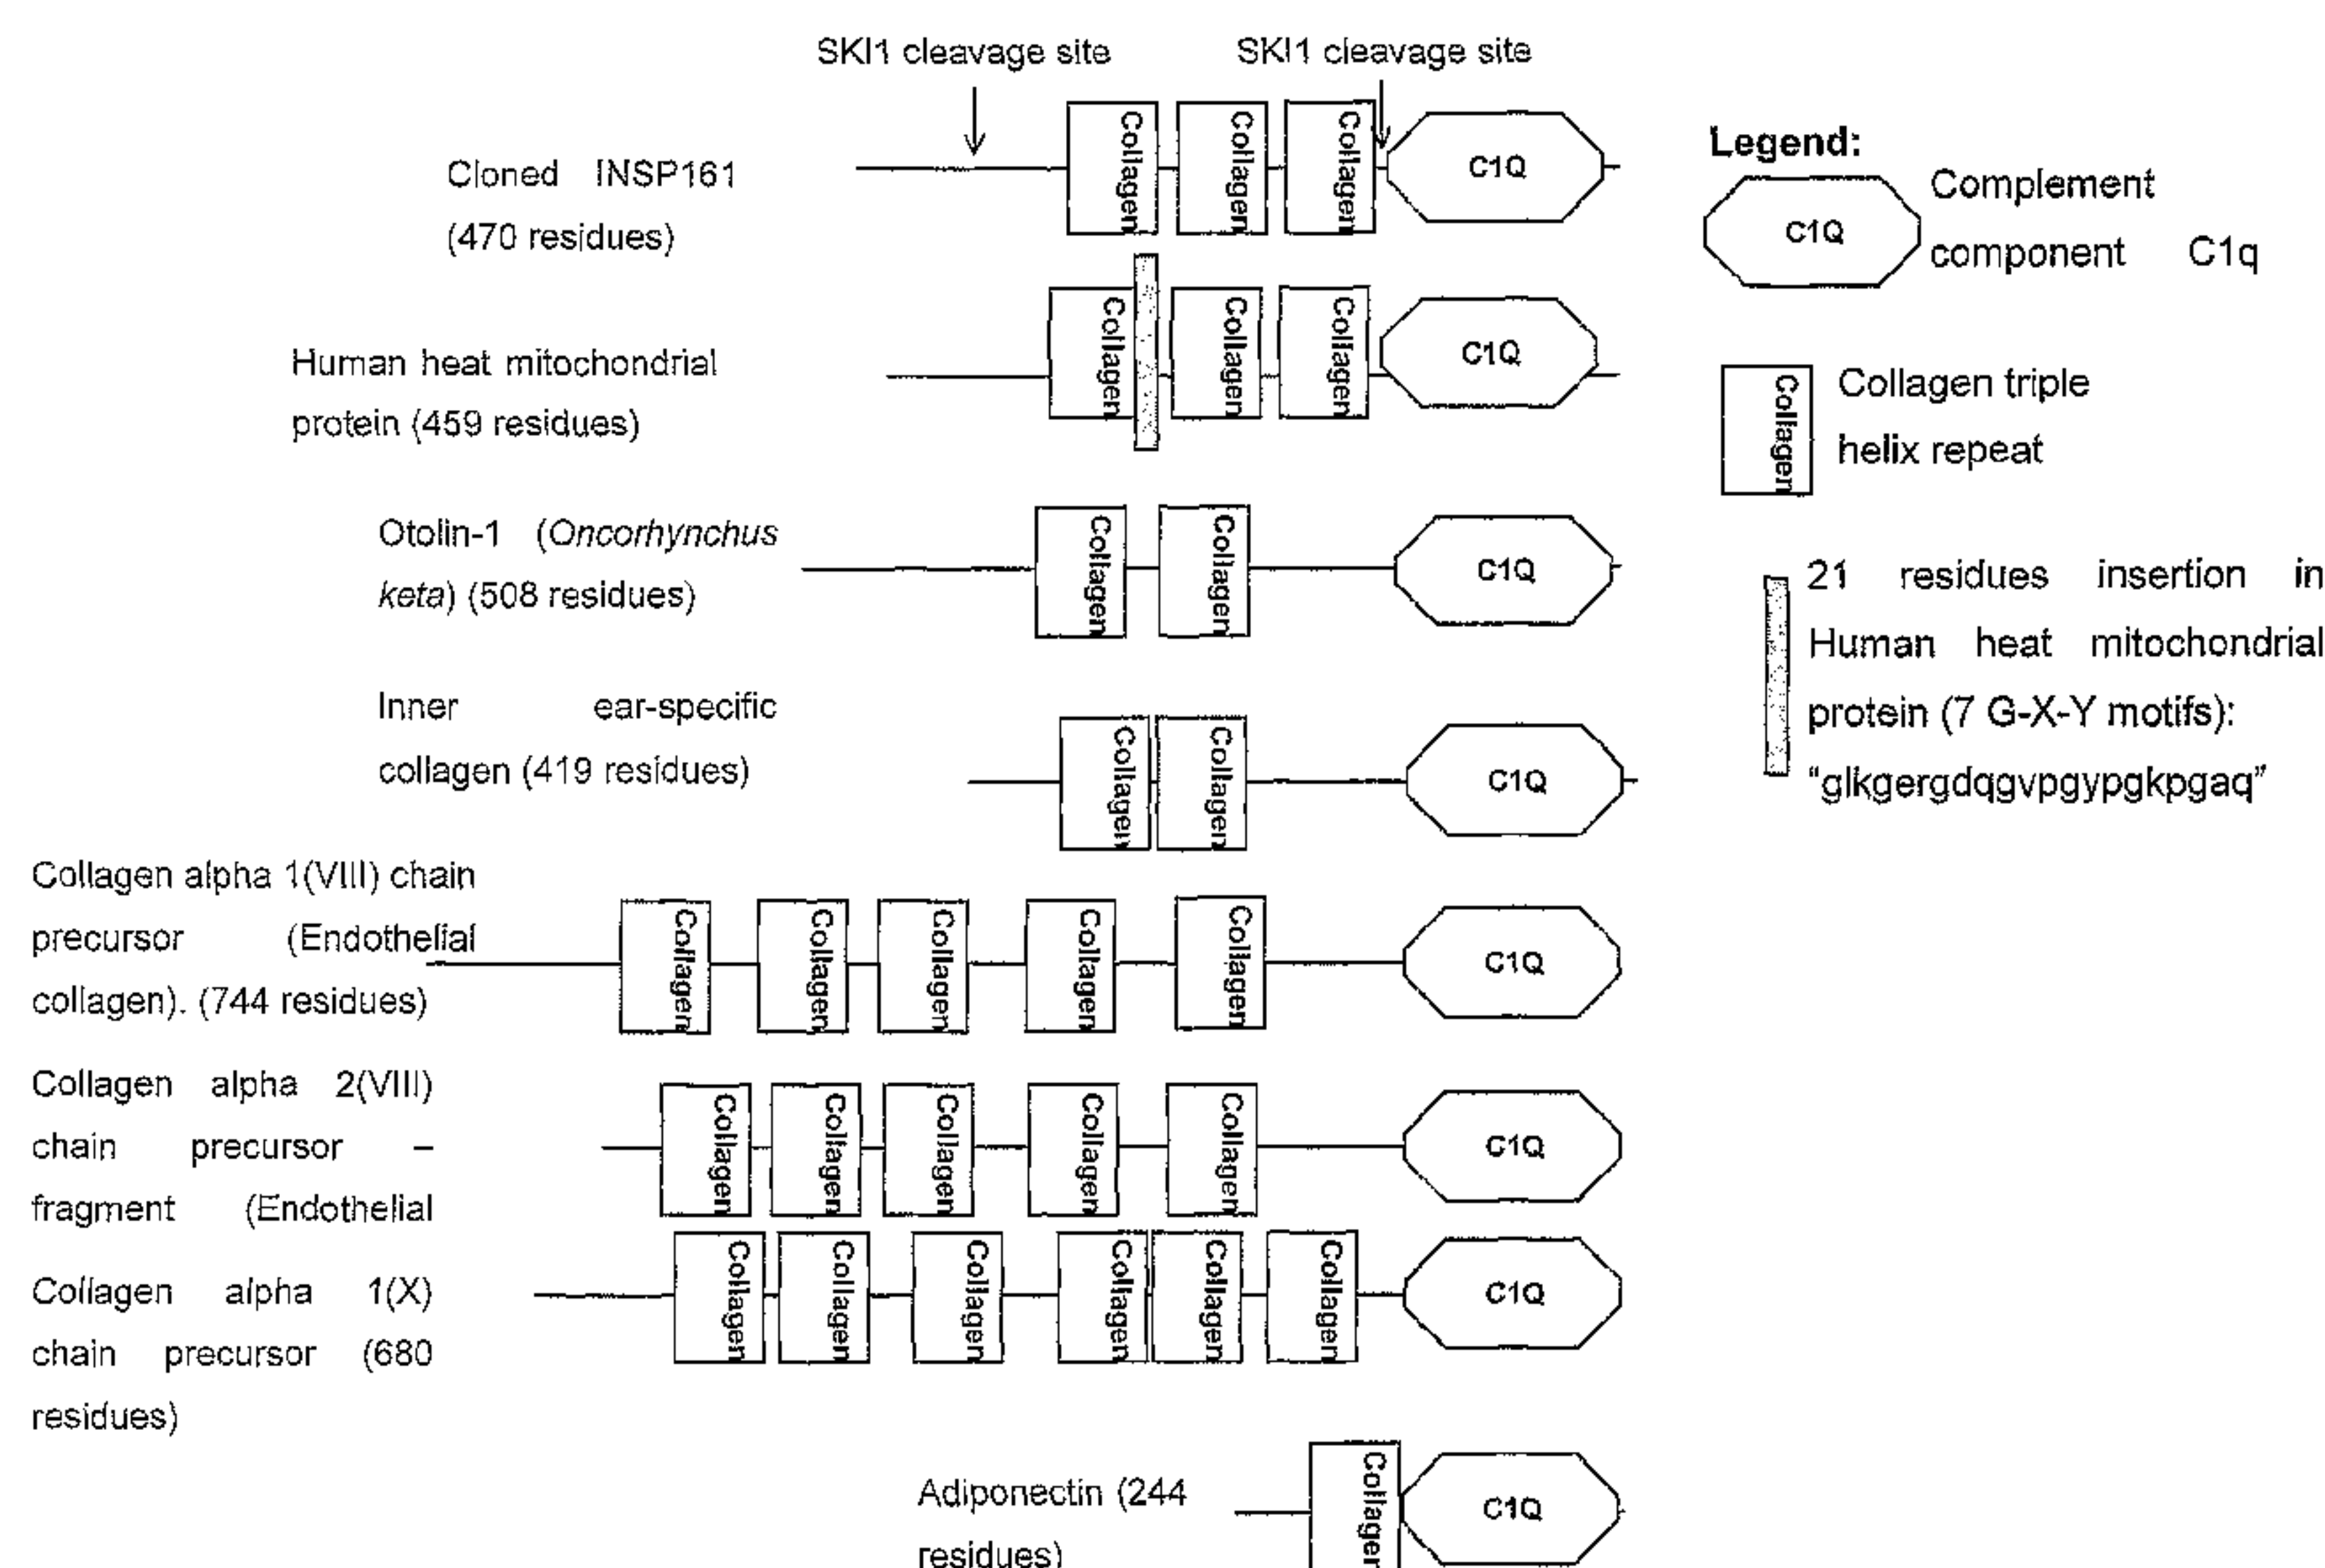 SKI1 cleavage site
SKI1 cleavage site
Cloned INSP161
(470 residues)
Collagen
Collagen
Collagen
C1Q
Human heat mitochondrial
protein (459 residues)
Collagen
Collagen
Collagen
C1Q
Otolin-1 (Oncorhynchus
keta) (508 residues)
Collagen
Collagen
C1Q
Inner ear-specific
collagen (419 residues)
Collagen
Collagen
C1Q
Collagen alpha 1(VIII) chain
precursor (Endothelial
collagen). (744 residues)
Collagen
Collagen
Collagen
Collagen
Collagen
C1Q
Collagen alpha 2(VIII)
chain precursor –
fragment (Endothelial
Collagen
Collagen
Collagen
Collagen
Collagen
C1Q
Collagen alpha 1(X)
chain precursor (680
residues)
Collagen
Collagen
Collagen
Collagen
Collagen
Collagen
C1Q
Adiponectin (244
residues)
Collagen
C1Q
Legend:
C1Q
Complement
component C1q
Collagen
Collagen triple
helix repeat
21 residues insertion in
Human heat mitochondrial
protein (7 G-X-Y motifs):
“glkgergdqgvpgypgkpgaq”